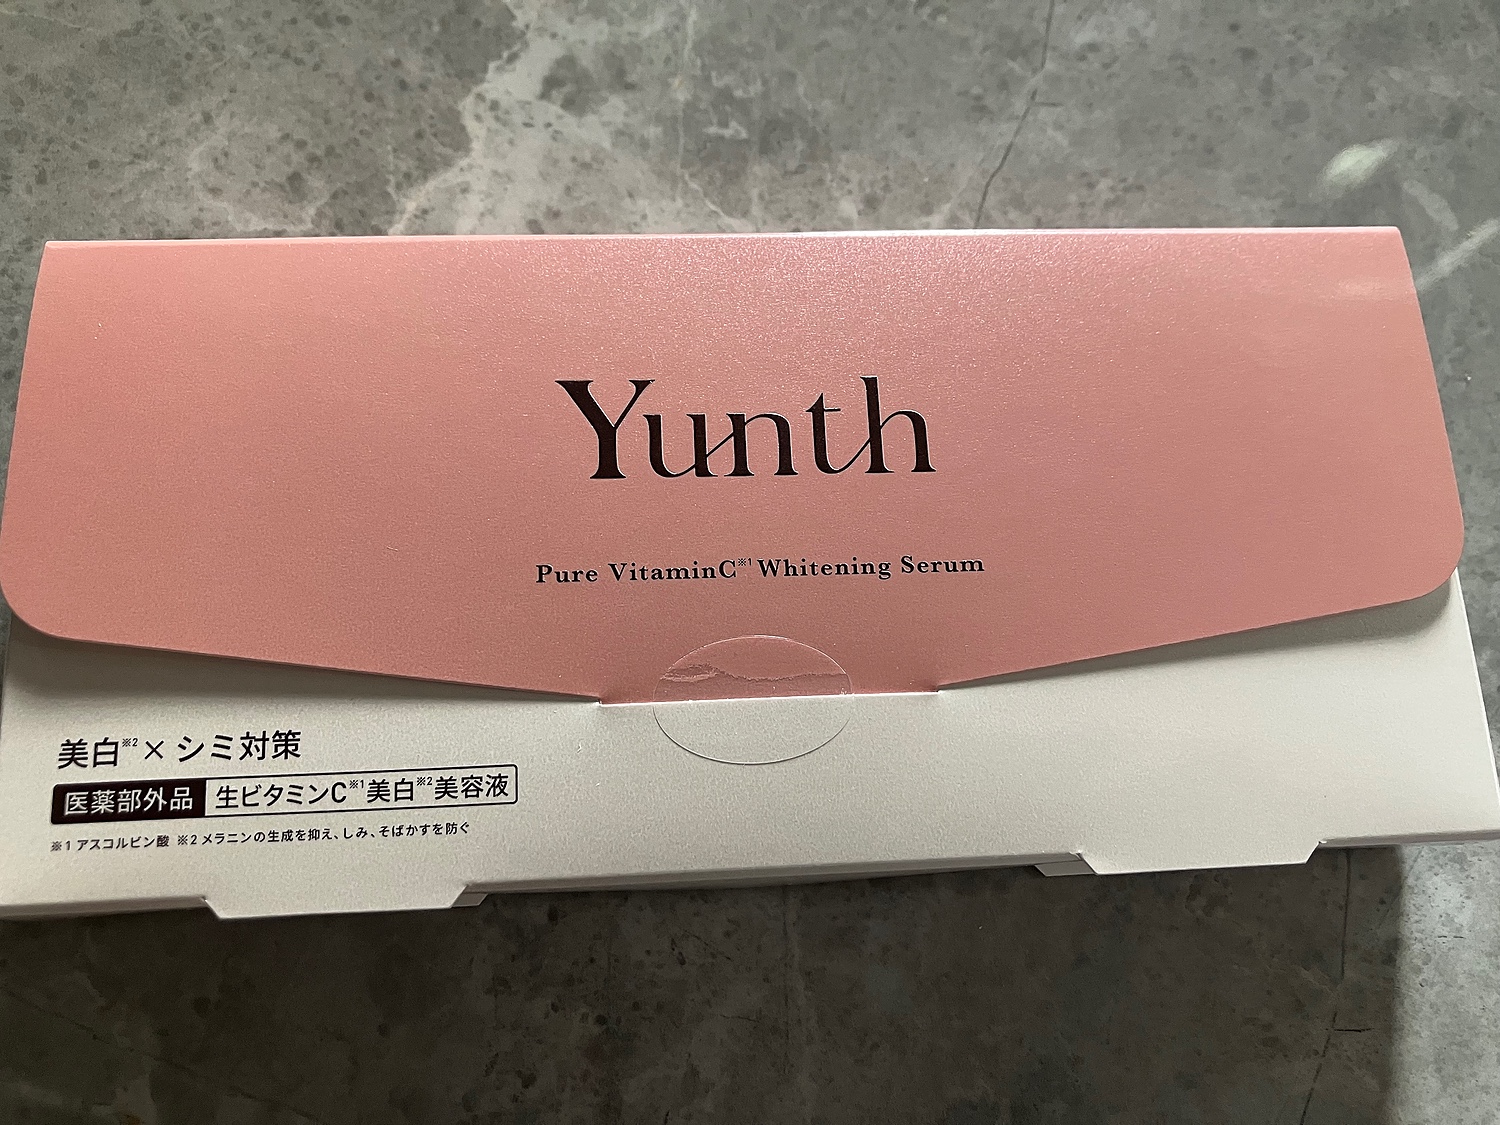 Yunth
Pure VitaminC※1 Whitening Serum
美白※2 × シミ対策
医薬部外品 生ビタミンC※1美白※2美容液
※1 アスコルビン酸 ※2 メラニンの生成を抑え、しみ、そばかすを防ぐ